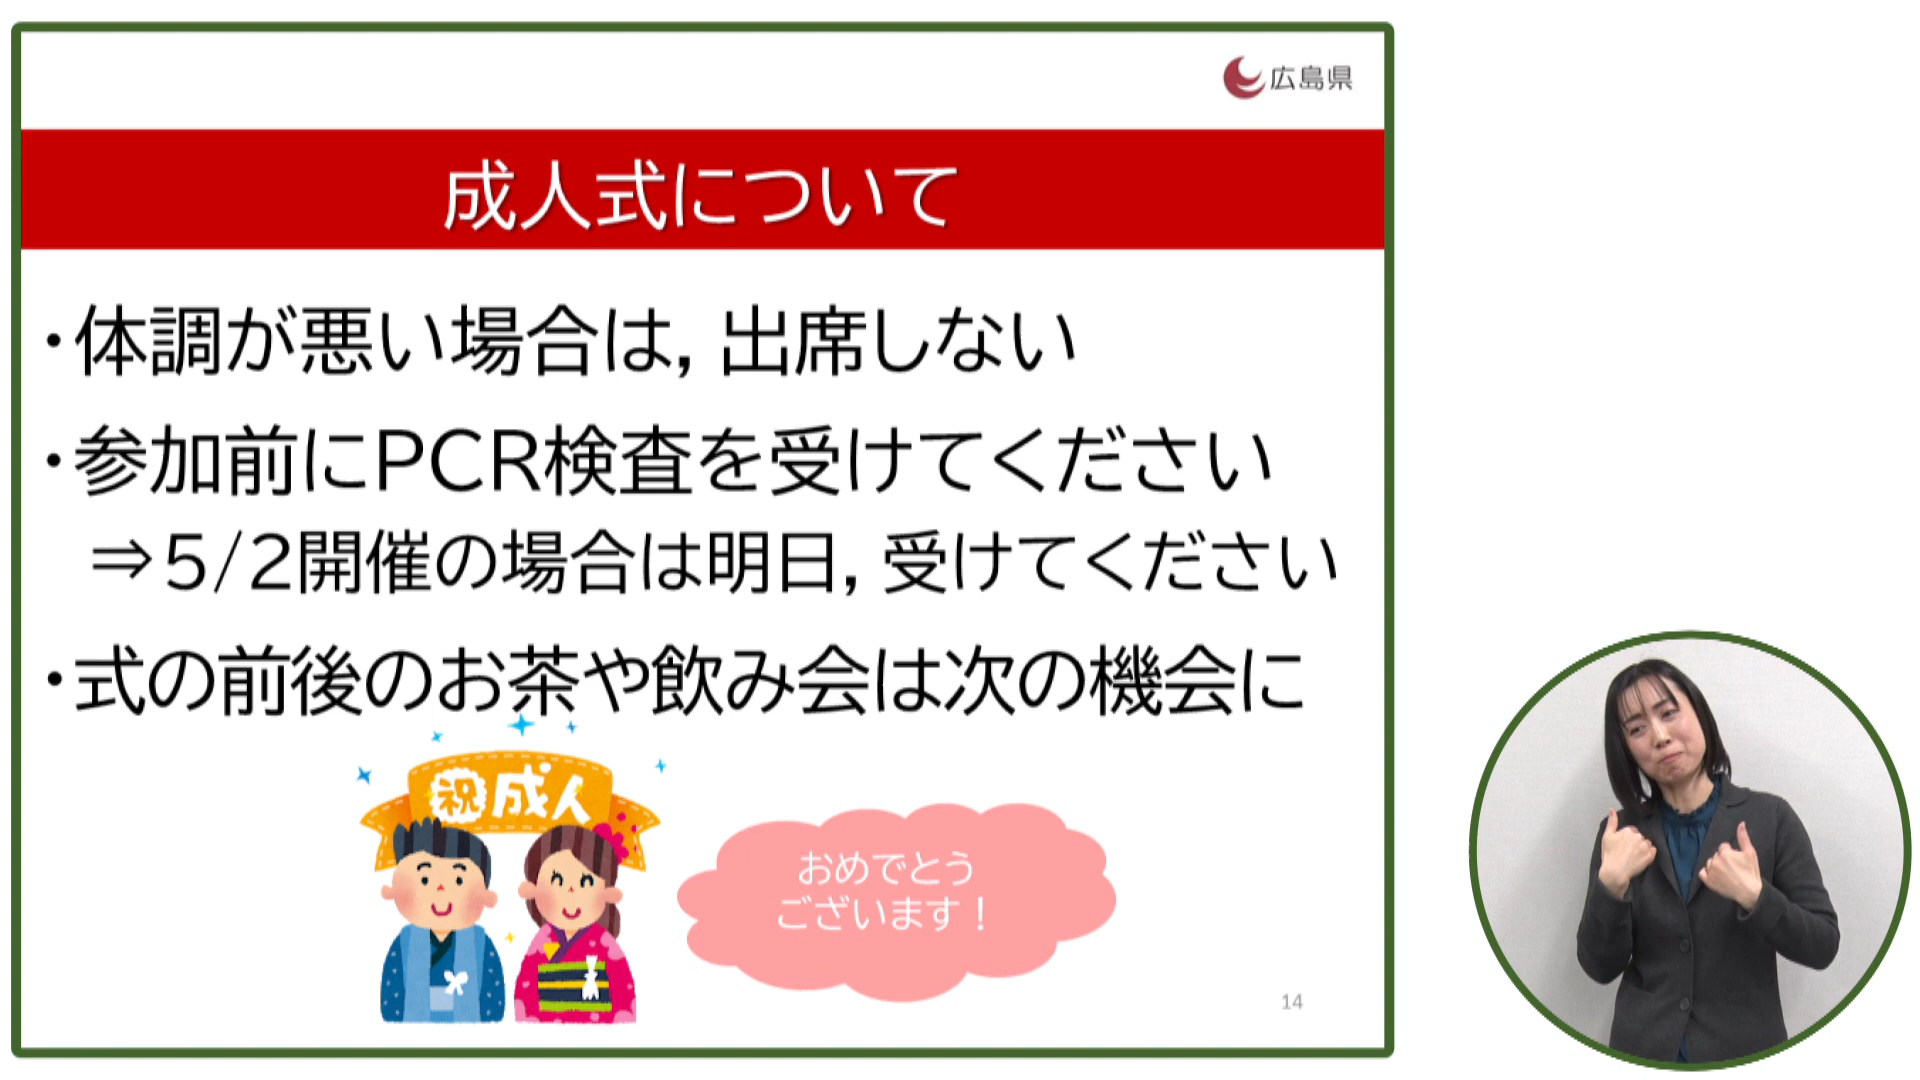 広島県
成人式について
・体調が悪い場合は，出席しない
・参加前にPCR検査を受けてください
⇒5/2開催の場合は明日，受けてください
・式の前後のお茶や飲み会は次の機会に
祝成人
おめでとう
ございます！
14